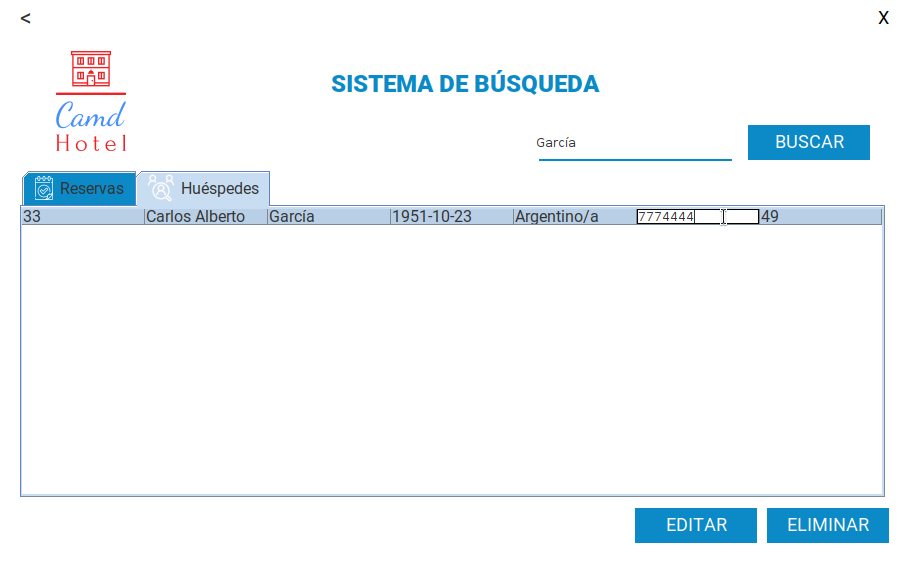 < X
SISTEMA DE BÚSQUEDA
Camd
Hotel
García BUSCAR
Reservas Huéspedes
33 Carlos Alberto García 1951-10-23 Argentino/a 7774444 49
EDITAR ELIMINAR